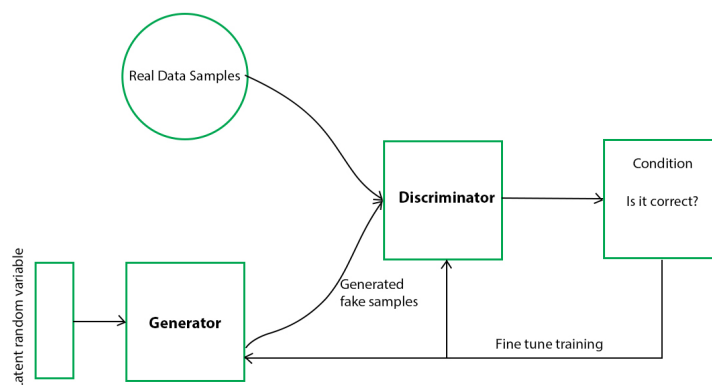 Real Data Samples
Condition
Discriminator
Is it correct?
Latent random variable
Generated
fake samples
Generator
Fine tune training